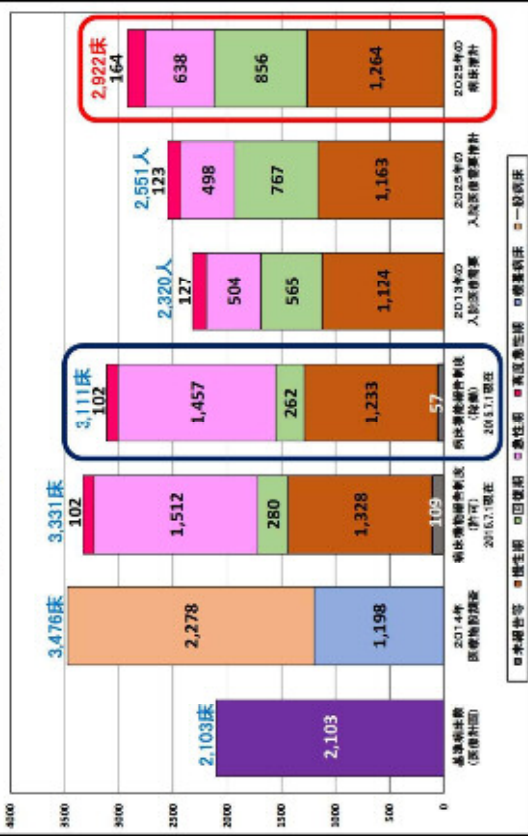 4000
3500
3000
2500
2000
1500
1000
500
0
2,103床
2,103
基準病床数
(医療計画)
3,476床
2,278
1,198
2014年
医療施設調査
3,331床
102
1,512
280
1,328
109
病床機能報告制度
(許可)
2015.7.1現在
3,111床
102
1,457
262
1,233
57
病床機能報告制度
(稼働)
2015.7.1現在
2,320人
127
504
565
1,124
2013年の
入院医療需要
2,551人
123
498
767
1,163
2025年の
入院医療需要推計
2,922床
164
638
856
1,264
2025年の
病床推計
未報告等 慢性期 回復期 急性期 高度急性期 療養病床 一般病床